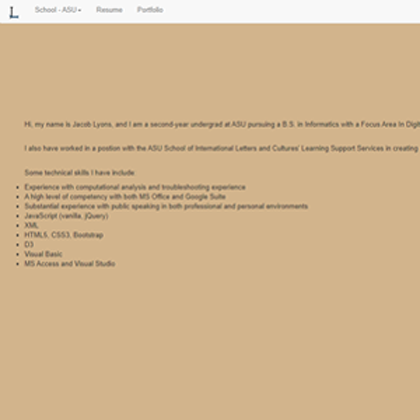 L
School - ASU Resume Portfolio
Hi, my name is Jacob Lyons, and I am a second-year undergrad at ASU pursuing a B.S. in Informatics with a Focus Area In Digit
I also have worked in a postion with the ASU School of International Letters and Cultures' Learning Support Services in creating
Some technical skills I have include:
Experience with computational analysis and troubleshooting experience
A high level of competency with both MS Office and Google Suite
Substantial experience with public speaking in both professional and personal environments
JavaScript (vanilla, jQuery)
XML
HTML5, CSS3, Bootstrap
D3
Visual Basic
MS Access and Visual Studio